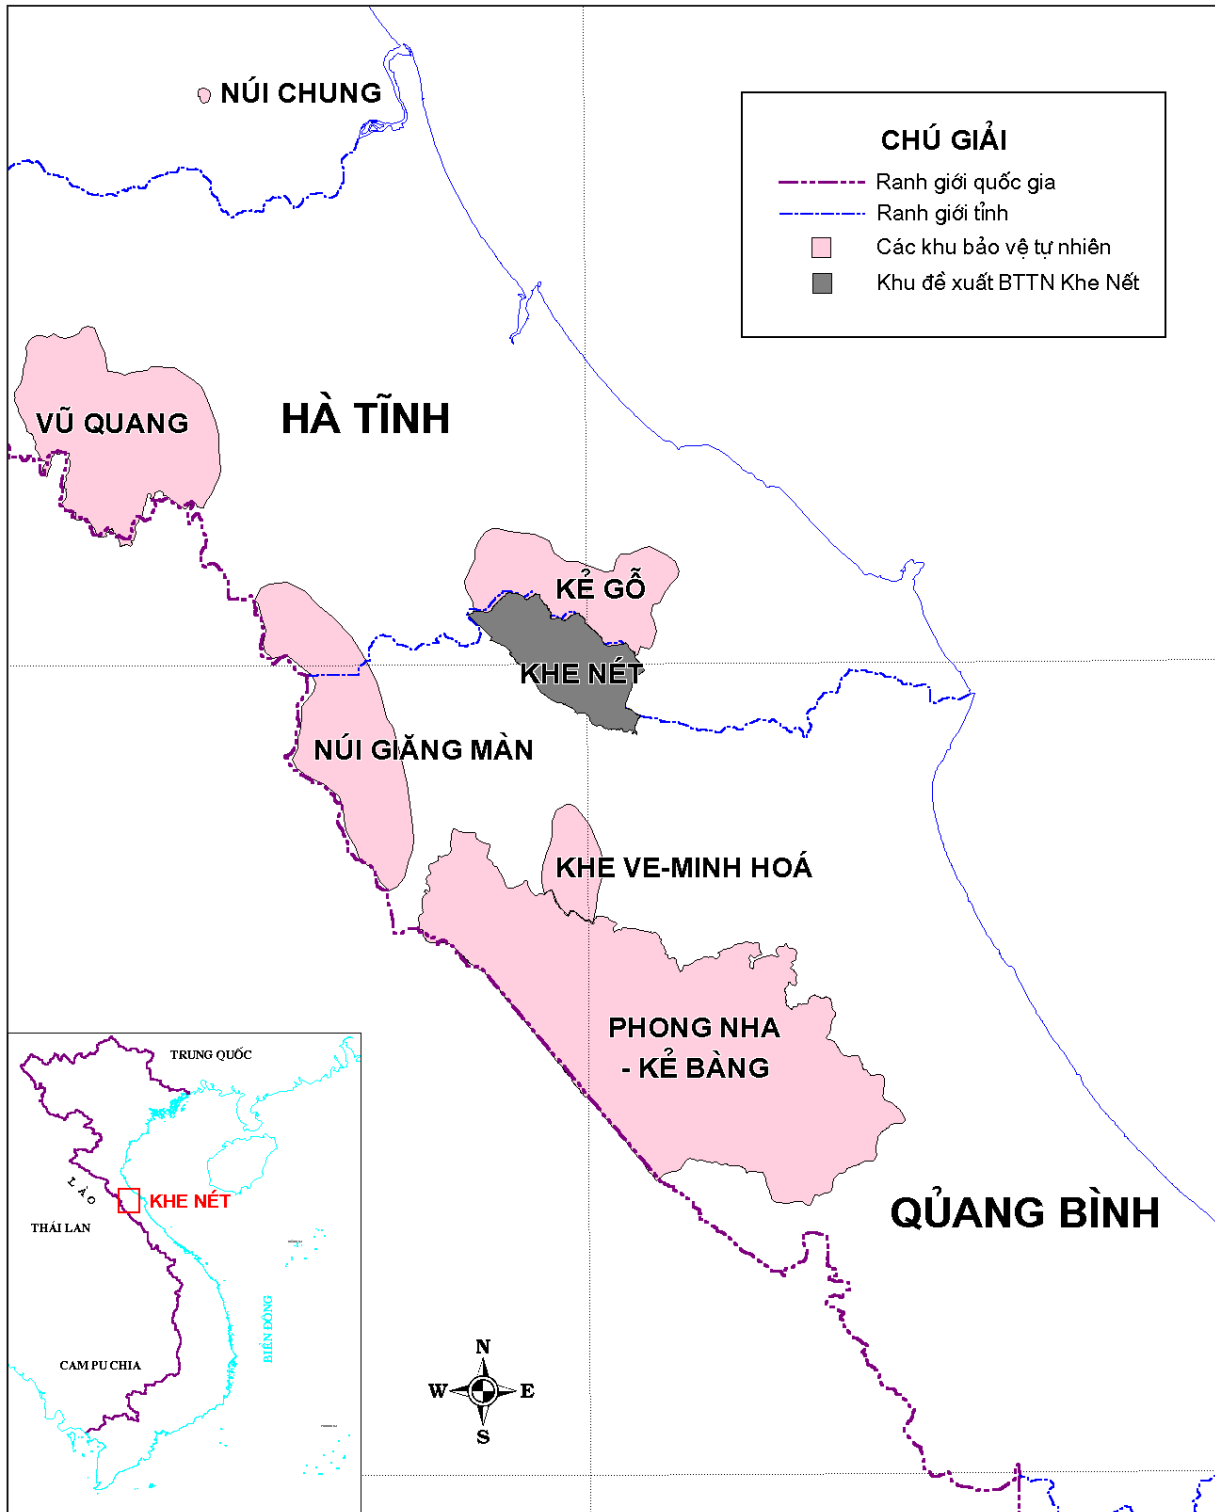 NÚI CHUNG
CHÚ GIẢI
Ranh giới quốc gia
Ranh giới tỉnh
Các khu bảo vệ tự nhiên
Khu đề xuất BTTN Khe Nết
VŨ QUANG
HÀ TĨNH
KẺ GỖ
KHE NÉT
NÚI GIĂNG MÀN
KHE VE-MINH HOÁ
PHONG NHA
- KẺ BÀNG
QỦANG BÌNH
TRUNG QUỐC
LÀO
KHE NÉT
THÁI LAN
BIỂN ĐÔNG
CAM PU CHIA
N
W
E
S